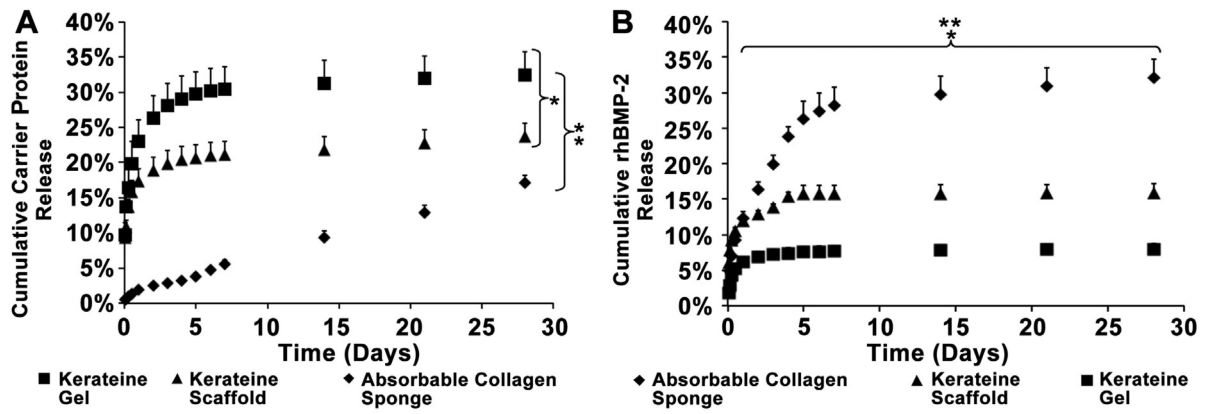 A
40%
35%
30%
25%
20%
15%
10%
5%
0%
Cumulative Carrier Protein
Release
0 5 10 15 20 25 30
Time (Days)
*
**
Kerateine
Gel
Kerateine
Scaffold
Absorbable Collagen
Sponge
B
40%
35%
30%
25%
20%
15%
10%
5%
0%
Cumulative rhBMP-2
Release
**
*
0 5 10 15 20 25 30
Time (Days)
Absorbable Collagen
Sponge
Kerateine
Scaffold
Kerateine
Gel